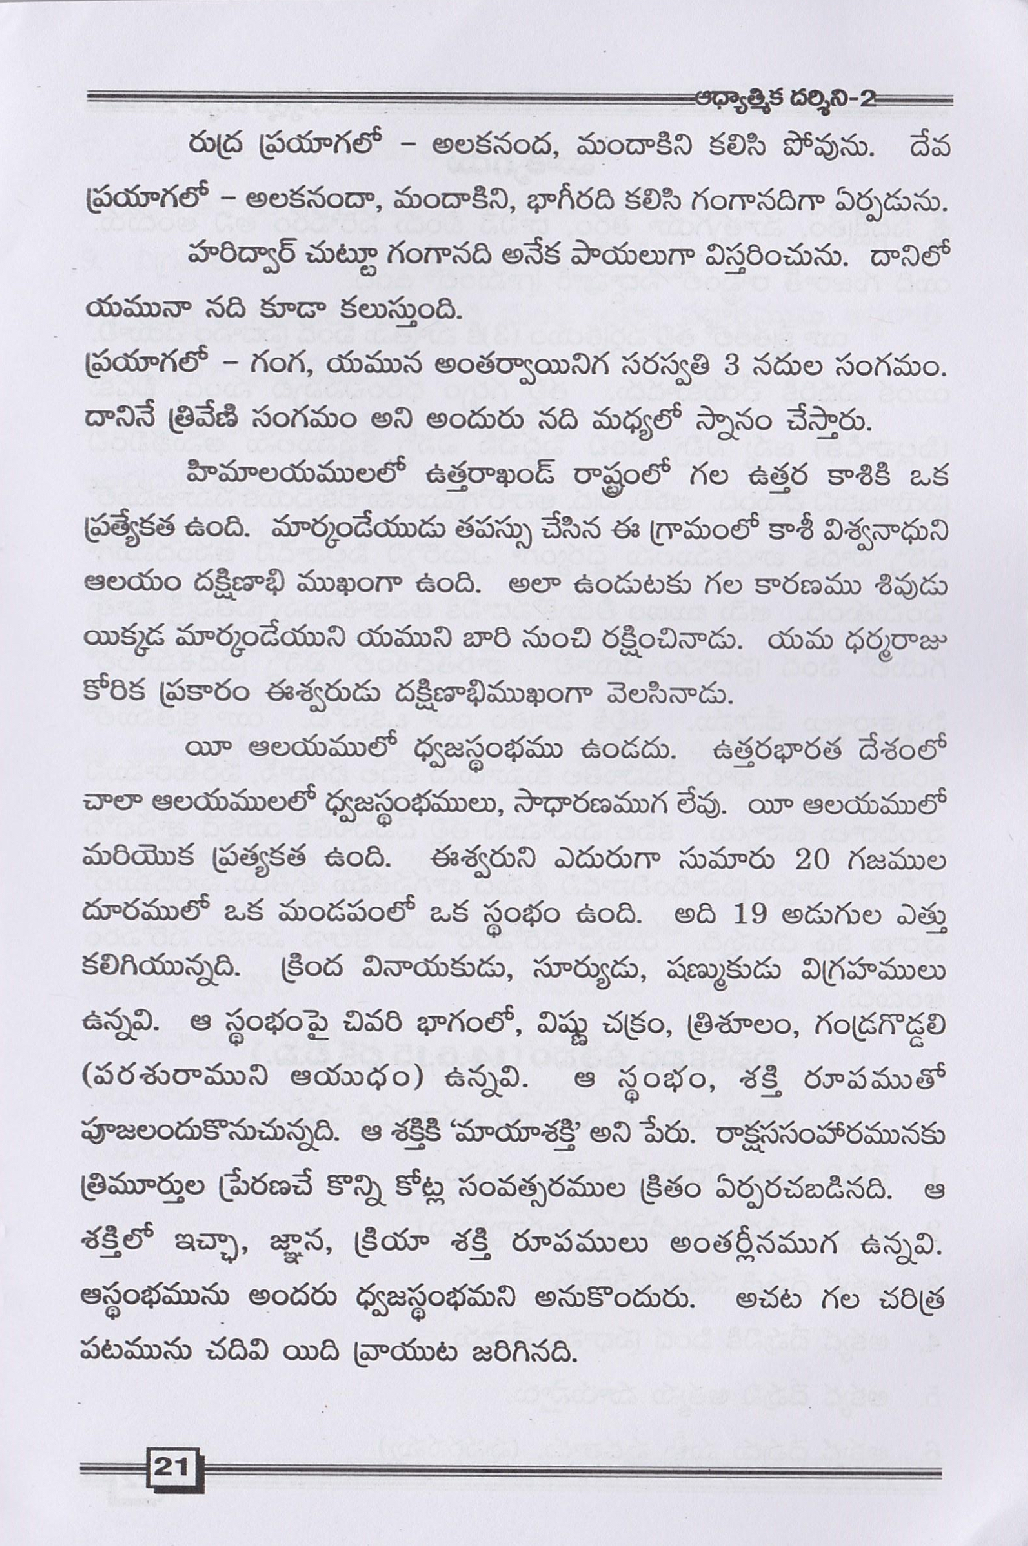 ఆధ్యాత్మిక దర్శిని-2
రుద్ర ప్రయాగలో - అలకనంద, మందాకిని కలిసి పోవును. దేవ
ప్రయాగలో - అలకనందా, మందాకిని, భాగీరది కలిసి గంగానదిగా ఏర్పడును.
హరిద్వార్ చుట్టూ గంగానది అనేక పాయలుగా విస్తరించును. దానిలో
యమునా నది కూడా కలుస్తుంది.
ప్రయాగలో - గంగ, యమున అంతర్వాయినిగ సరస్వతి 3 నదుల సంగమం.
దానినే త్రివేణి సంగమం అని అందురు నది మధ్యలో స్నానం చేస్తారు.
హిమాలయములలో ఉత్తరాఖండ్ రాష్ట్రంలో గల ఉత్తర కాశికి ఒక
ప్రత్యేకత ఉంది. మార్కండేయుడు తపస్సు చేసిన ఈ గ్రామంలో కాశీ విశ్వనాధుని
ఆలయం దక్షిణాభి ముఖంగా ఉంది. అలా ఉండుటకు గల కారణము శివుడు
యిక్కడ మార్కండేయుని యముని బారి నుంచి రక్షించినాడు. యమ ధర్మరాజు
కోరిక ప్రకారం ఈశ్వరుడు దక్షిణాభిముఖంగా వెలసినాడు.
యీ ఆలయములో ధ్వజస్థంభము ఉండదు. ఉత్తరభారత దేశంలో
చాలా ఆలయములలో ధ్వజస్థంభములు, సాధారణముగ లేవు. యీ ఆలయములో
మరియొక ప్రత్యకత ఉంది. ఈశ్వరుని ఎదురుగా సుమారు 20 గజముల
దూరములో ఒక మండపంలో ఒక స్థంభం ఉంది. అది 19 అడుగుల ఎత్తు
కలిగియున్నది. క్రింద వినాయకుడు, సూర్యుడు, షణ్ముకుడు విగ్రహములు
ఉన్నవి. ఆ స్థంభంపై చివరి భాగంలో, విష్ణు చక్రం, త్రిశూలం, గండ్రగొడ్డలి
(పరశురాముని ఆయుధం) ఉన్నవి. ఆ స్థంభం, శక్తి రూపముతో
పూజలందుకొనుచున్నది. ఆ శక్తికి ‘మాయాశక్తి’ అని పేరు. రాక్షససంహారమునకు
త్రిమూర్తుల ప్రేరణచే కొన్ని కోట్ల సంవత్సరముల క్రితం ఏర్పరచబడినది. ఆ
శక్తిలో ఇచ్ఛా, జ్ఞాన, క్రియా శక్తి రూపములు అంతర్లీనముగ ఉన్నవి.
ఆస్థంభమును అందరు ధ్వజస్థంభమని అనుకొందురు. అచట గల చరిత్ర
పటమును చదివి యిది వ్రాయుట జరిగినది.
21